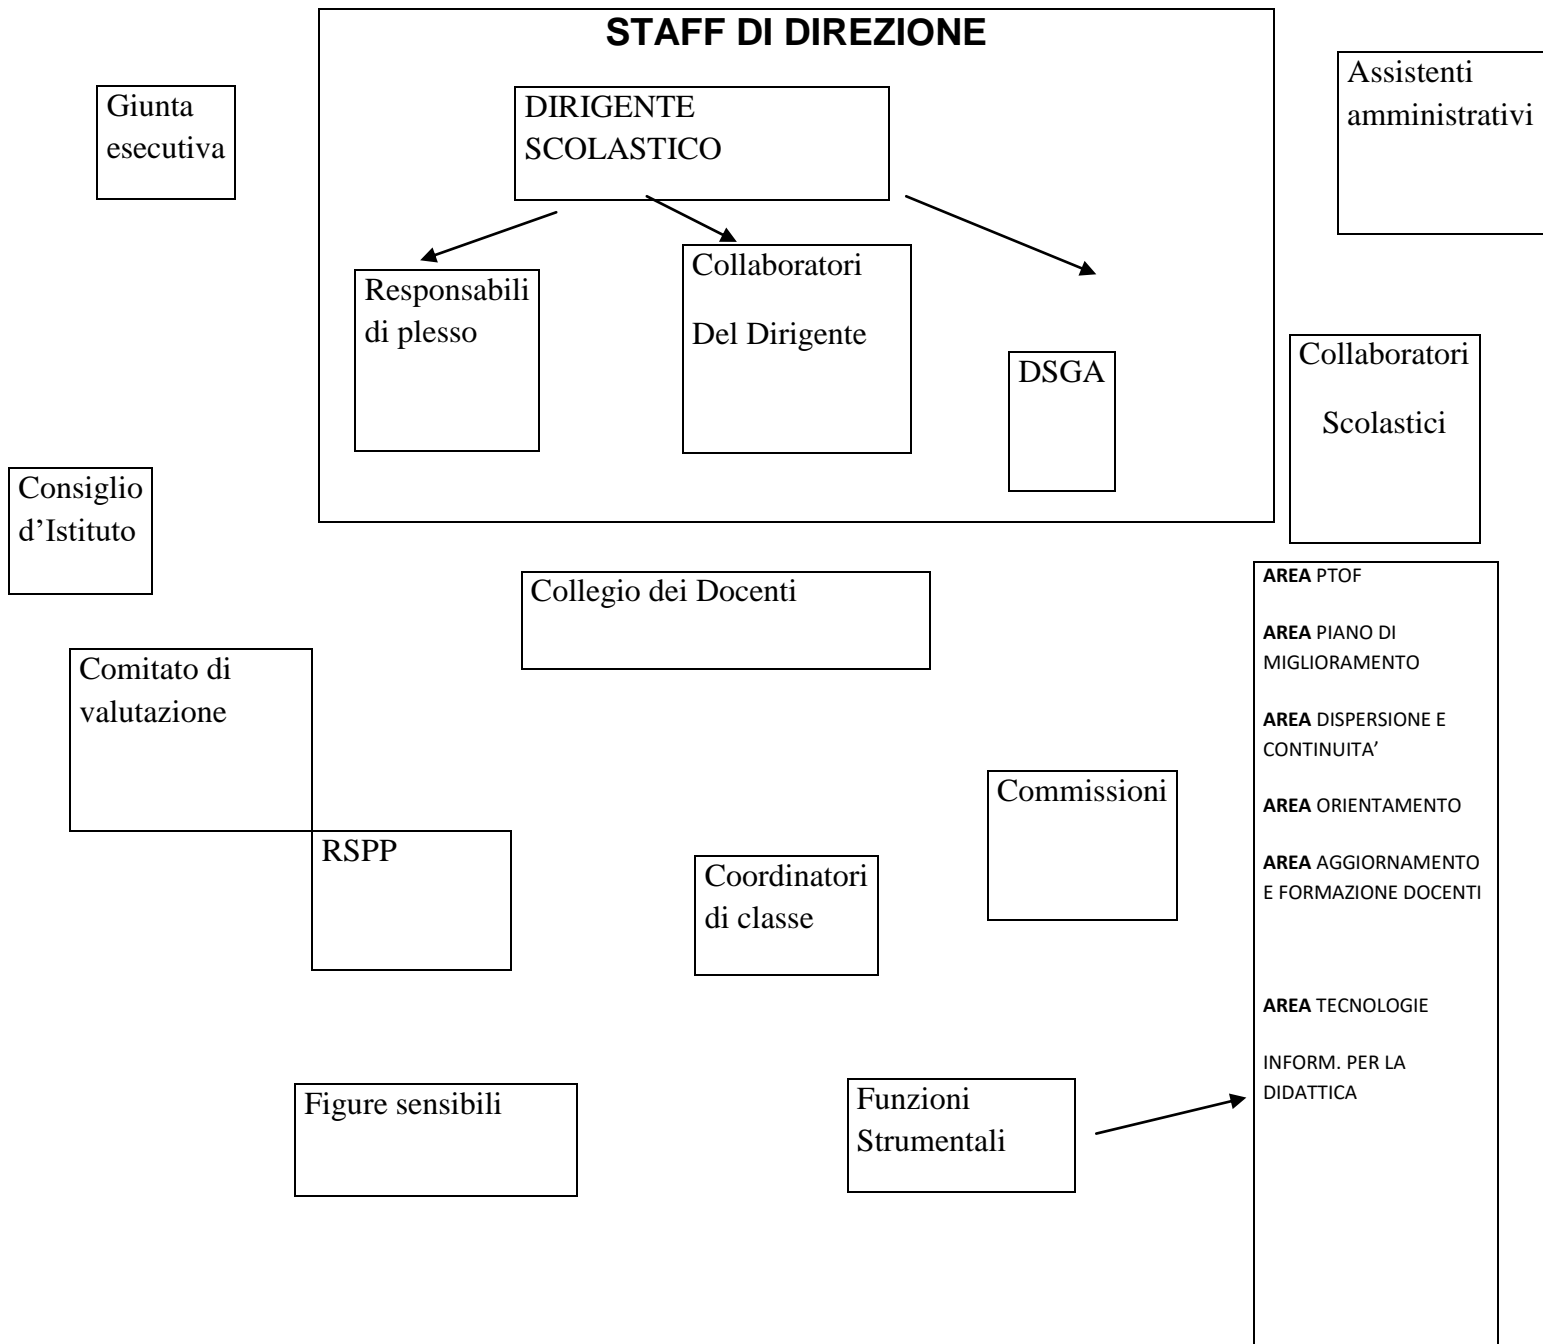 STAFF DI DIREZIONE
Giunta
esecutiva
DIRIGENTE
SCOLASTICO
Assistenti
amministrativi
Responsabili
di plesso
Collaboratori
Del Dirigente
DSGA
Collaboratori
Scolastici
Consiglio
d’Istituto
Collegio dei Docenti
Comitato di
valutazione
RSPP
Coordinatori
di classe
Commissioni
AREA PTOF
AREA PIANO DI
MIGLIORAMENTO
AREA DISPERSIONE E
CONTINUITA’
AREA ORIENTAMENTO
AREA AGGIORNAMENTO
E FORMAZIONE DOCENTI
AREA TECNOLOGIE
INFORM. PER LA
DIDATTICA
Figure sensibili
Funzioni
Strumentali